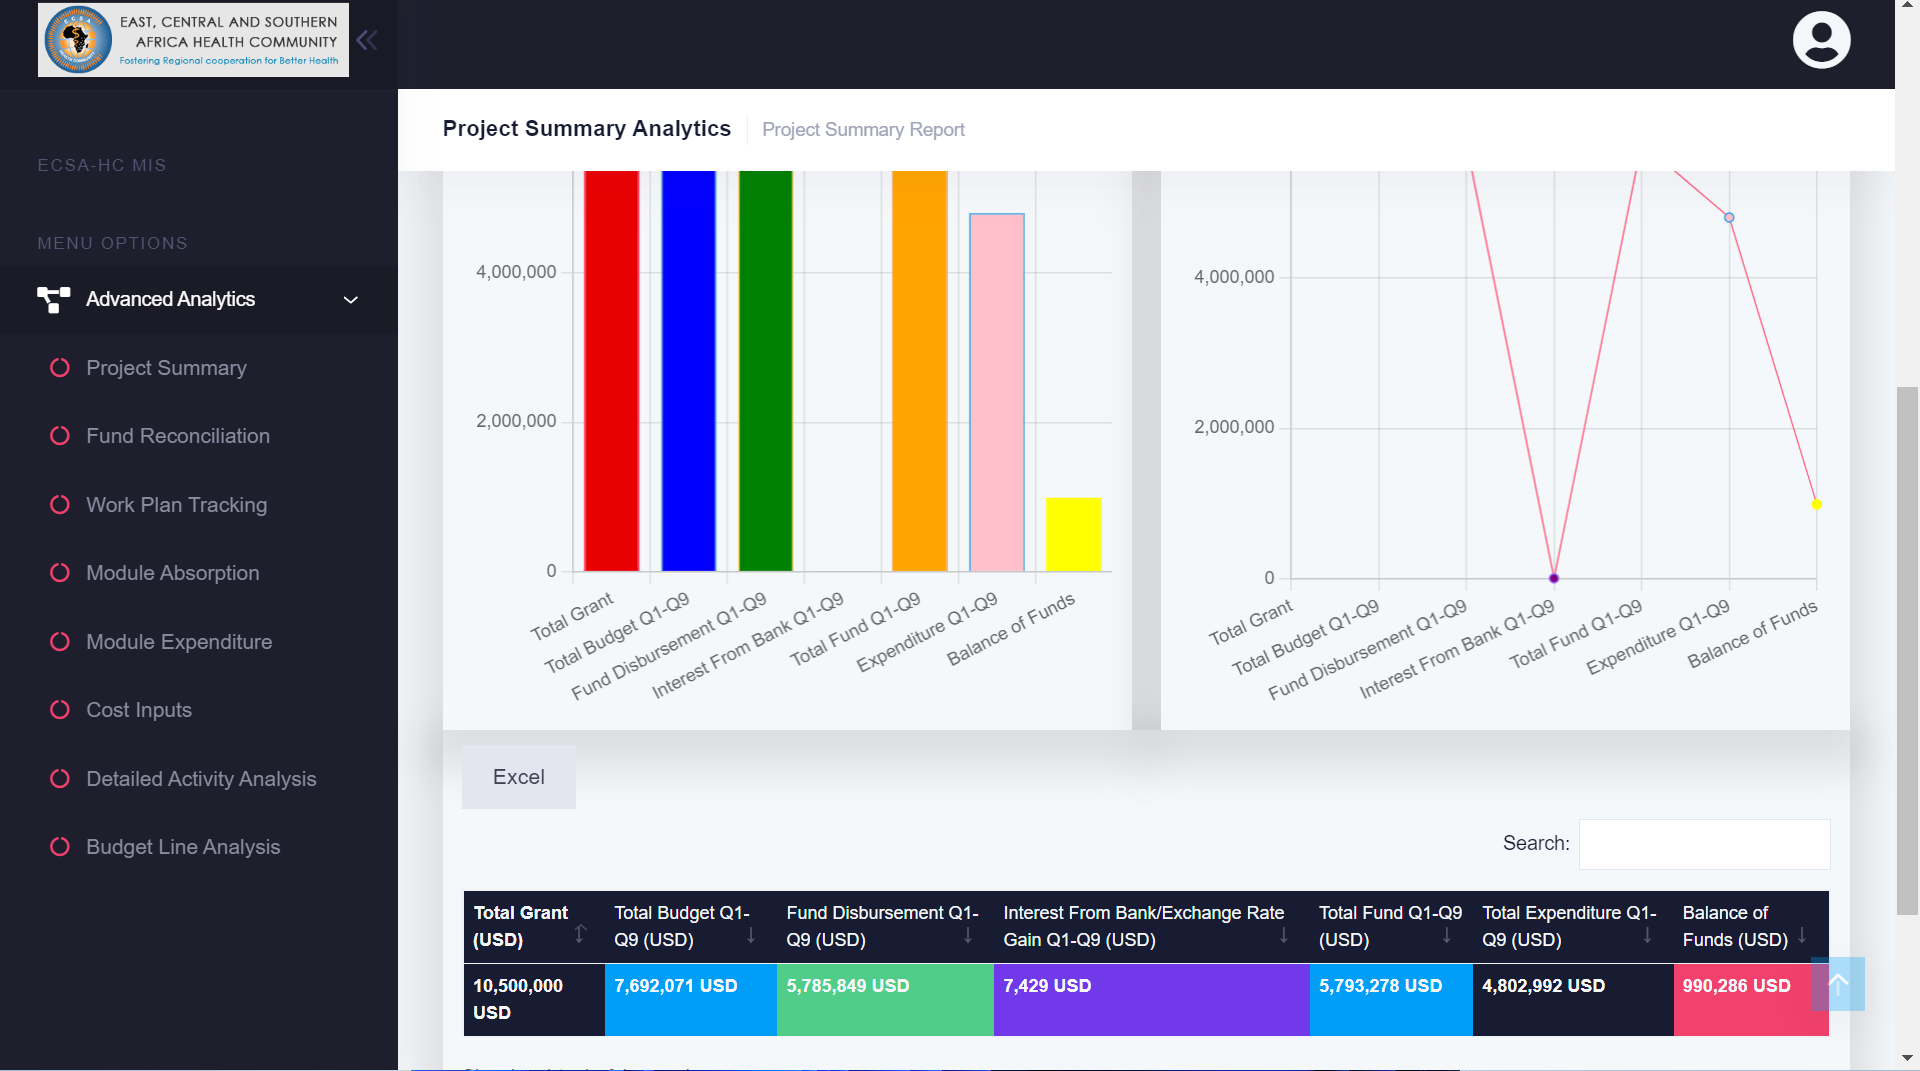 EAST, CENTRAL AND SOUTHERN
AFRICA HEALTH COMMUNITY
Fostering Regional cooperation for Better Health
ECSA-HC MIS
MENU OPTIONS
Advanced Analytics
Project Summary
Fund Reconciliation
Work Plan Tracking
Module Absorption
Module Expenditure
Cost Inputs
Detailed Activity Analysis
Budget Line Analysis
Project Summary Analytics
Project Summary Report
4,000,000
2,000,000
0
Total Grant
Total Budget Q1-Q9
Fund Disbursement Q1-Q9
Interest From Bank Q1-Q9
Total Fund Q1-Q9
Expenditure Q1-Q9
Balance of Funds
4,000,000
2,000,000
0
Total Grant
Total Budget Q1-Q9
Fund Disbursement Q1-Q9
Interest From Bank Q1-Q9
Total Fund Q1-Q9
Expenditure Q1-Q9
Balance of Funds
Excel
Search:
Total Grant
(USD)
Total Budget Q1-
Q9 (USD)
Fund Disbursement Q1-
Q9 (USD)
Interest From Bank/Exchange Rate
Gain Q1-Q9 (USD)
Total Fund Q1-Q9
(USD)
Total Expenditure Q1-
Q9 (USD)
Balance of
Funds (USD)
10,500,000
USD
7,692,071 USD
5,785,849 USD
7,429 USD
5,793,278 USD
4,802,992 USD
990,286 USD